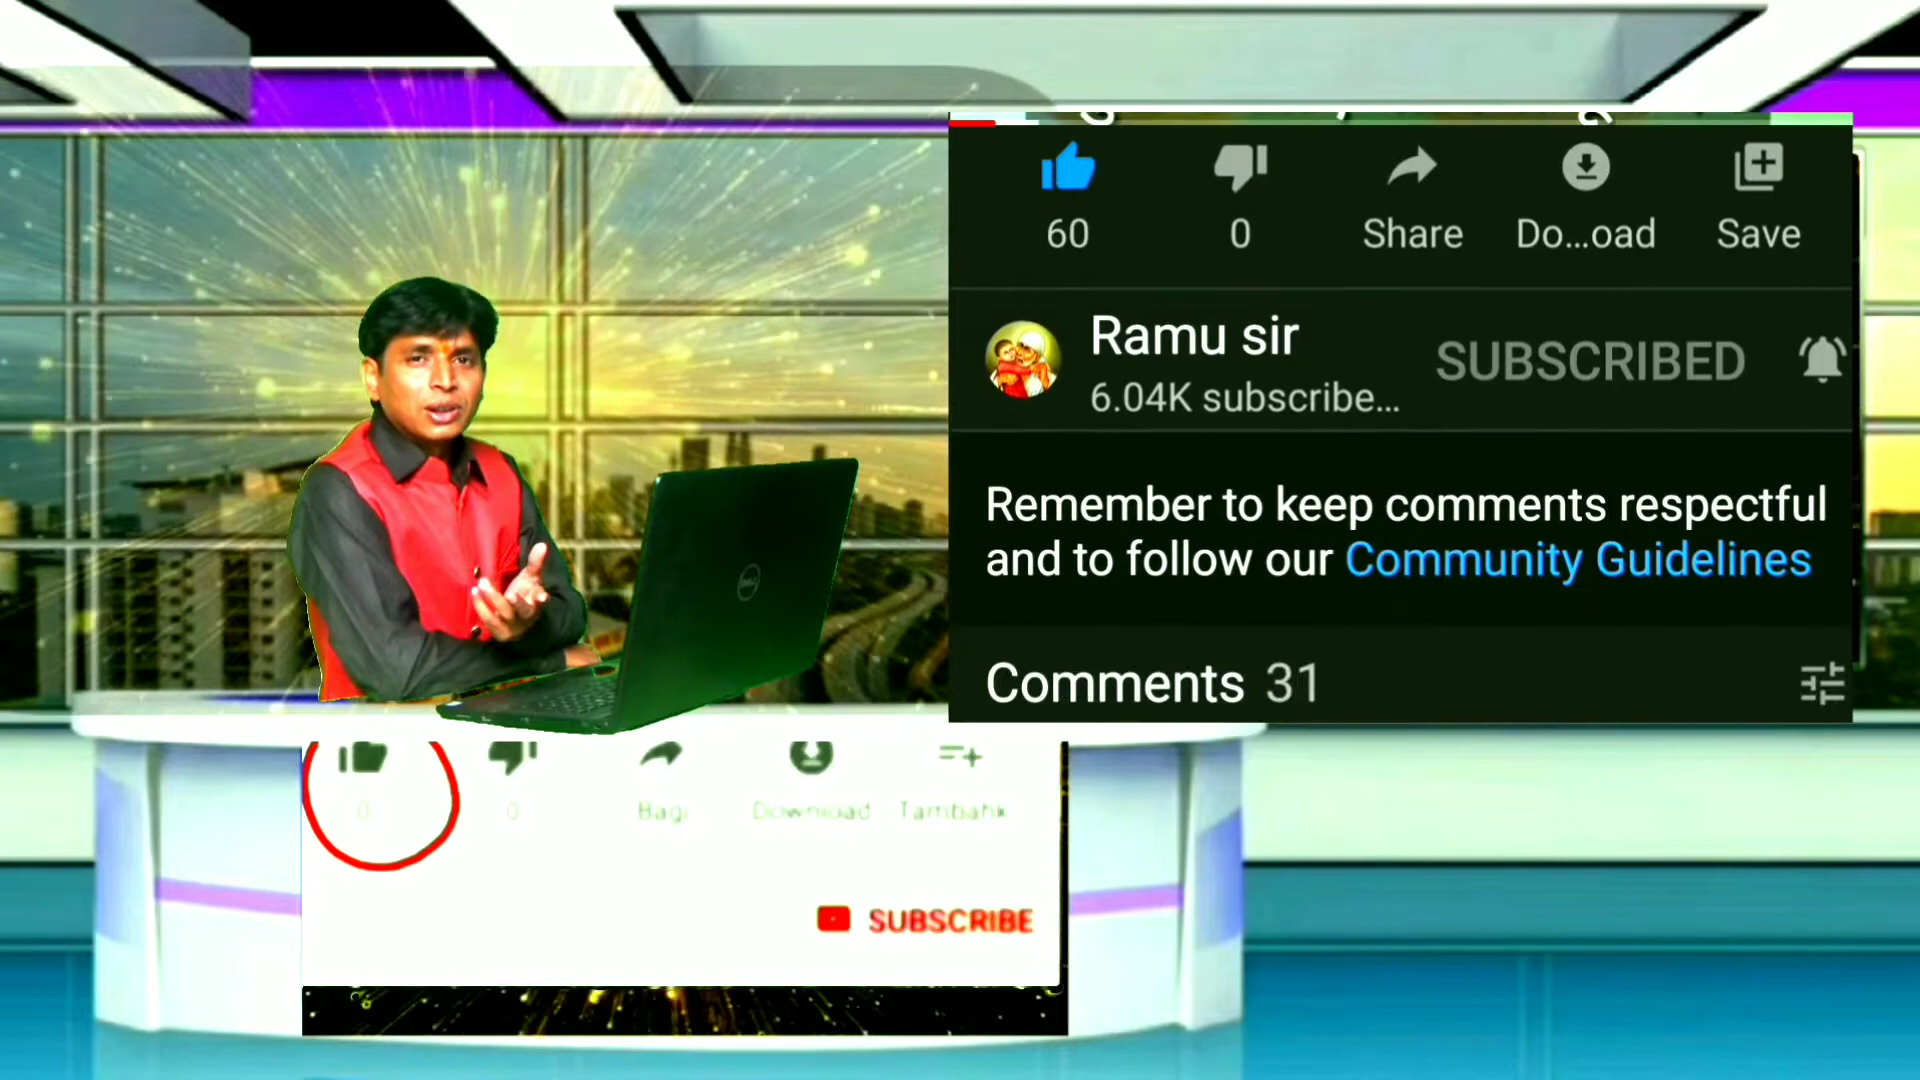 60 0 Share Do...oad Save
Ramu sir
6.04K subscribe...
SUBSCRIBED
Remember to keep comments respectful
and to follow our Community Guidelines
Comments 31
DELL
0 0 Bagi Download Tambahk
SUBSCRIBE